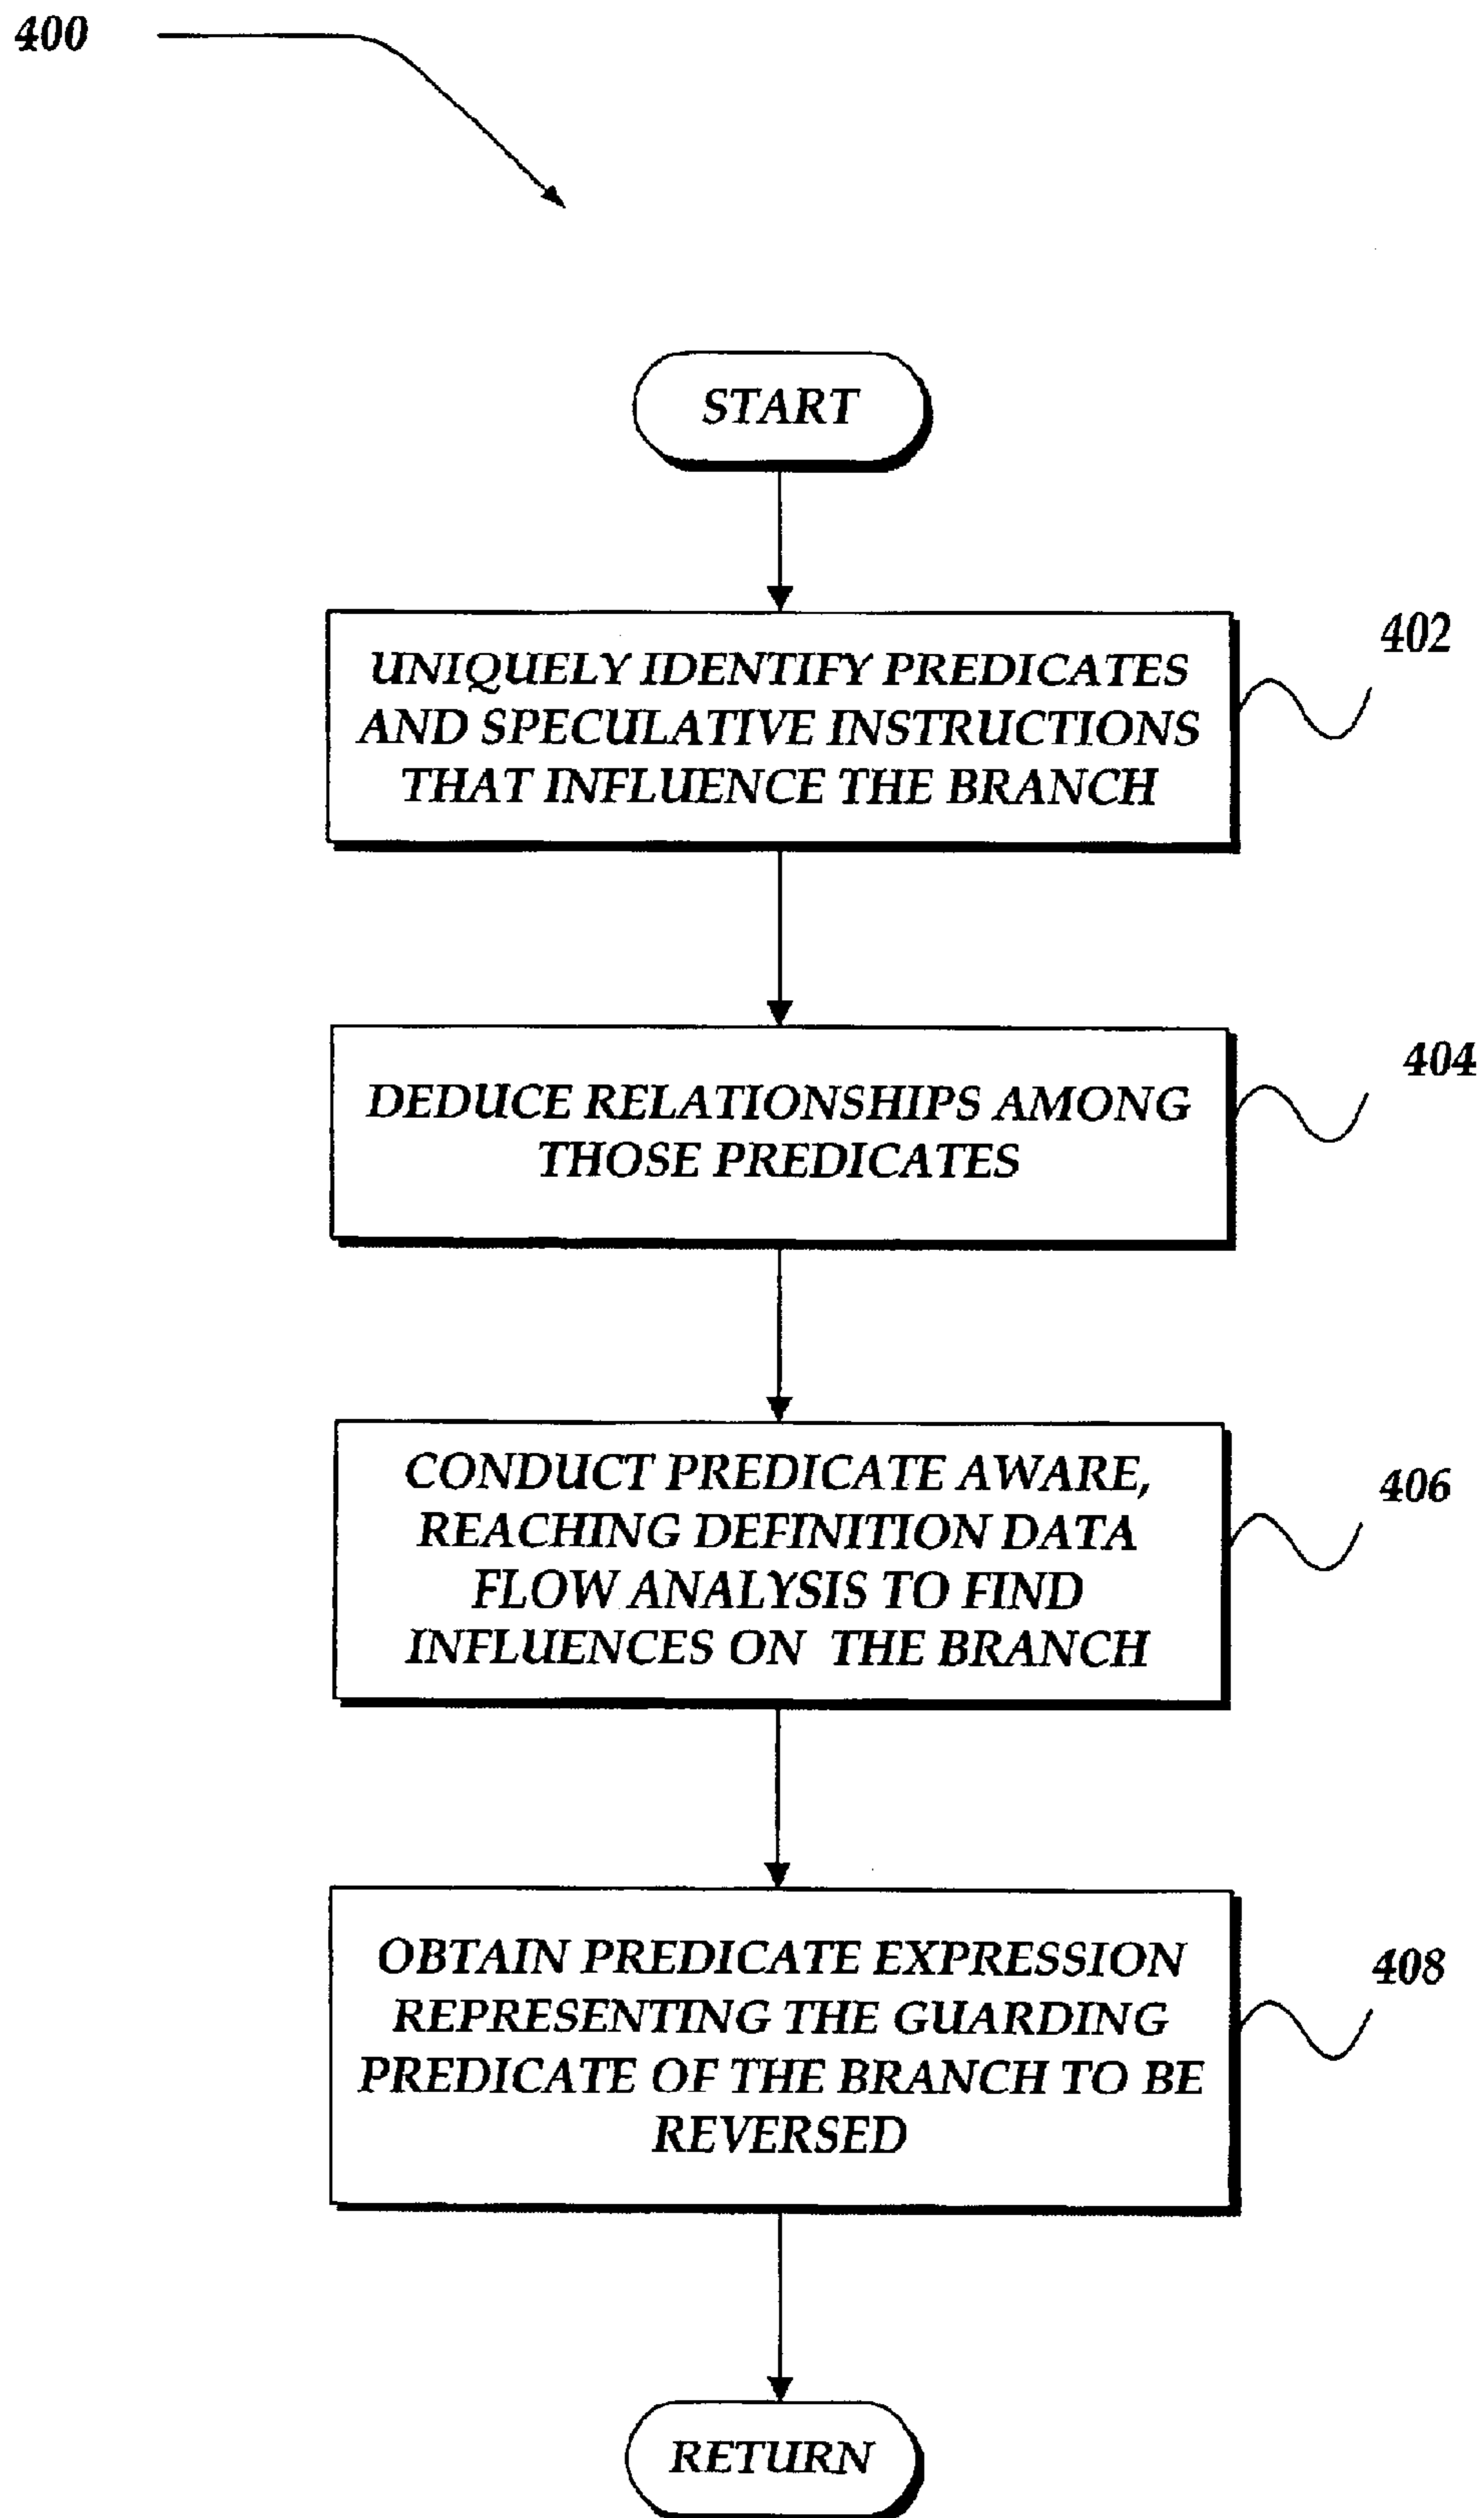 400
START
402
UNIQUELY IDENTIFY PREDICATES
AND SPECULATIVE INSTRUCTIONS
THAT INFLUENCE THE BRANCH
404
DEDUCE RELATIONSHIPS AMONG
THOSE PREDICATES
406
CONDUCT PREDICATE AWARE,
REACHING DEFINITION DATA
FLOW ANALYSIS TO FIND
INFLUENCES ON THE BRANCH
408
OBTAIN PREDICATE EXPRESSION
REPRESENTING THE GUARDING
PREDICATE OF THE BRANCH TO BE
REVERSED
RETURN